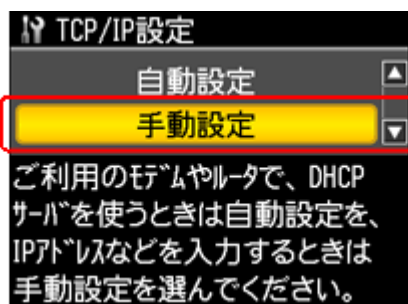 TCP/IP設定
自動設定
手動設定
ご利用のﾓﾃﾞﾑやﾙｰﾀで、DHCP
ｻｰﾊﾞを使うときは自動設定を、
IPｱﾄﾞﾚｽなどを入力するときは
手動設定を選んでください。